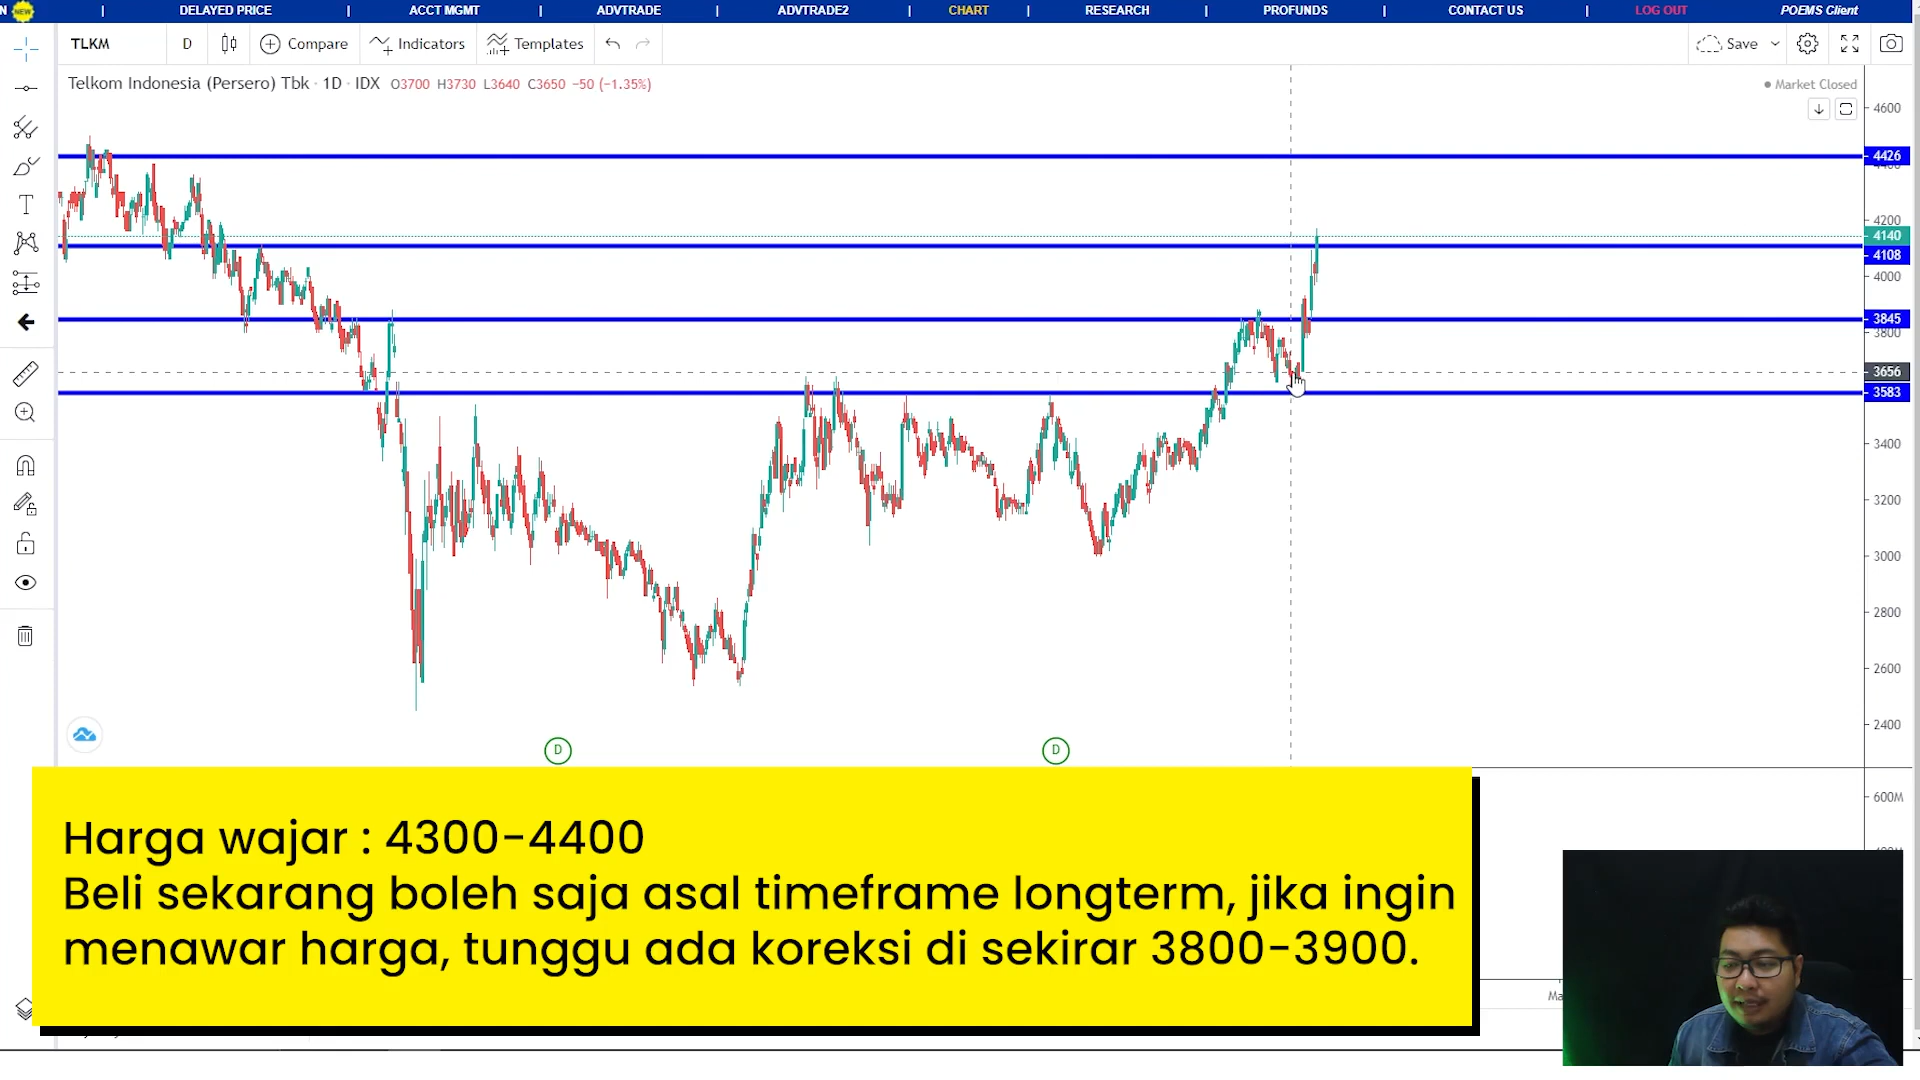 N NEW | DELAYED PRICE | ACCT MGMT | ADVTRADE | ADVTRADE2 | CHART | RESEARCH | PROFUNDS | CONTACT US | LOG OUT POEMS Client
TLKM D Compare Indicators Templates Save
Telkom Indonesia (Persero) Tbk · 1D · IDX O3700 H3730 L3640 C3650 −50 (−1.35%)
Market Closed
4600
4426
4200
4140
4108
4000
3845
3800
3656
3583
3400
3200
3000
2800
2600
2400
D D
600M
Harga wajar : 4300-4400
Beli sekarang boleh saja asal timeframe longterm, jika ingin
menawar harga, tunggu ada koreksi di sekirar 3800-3900.